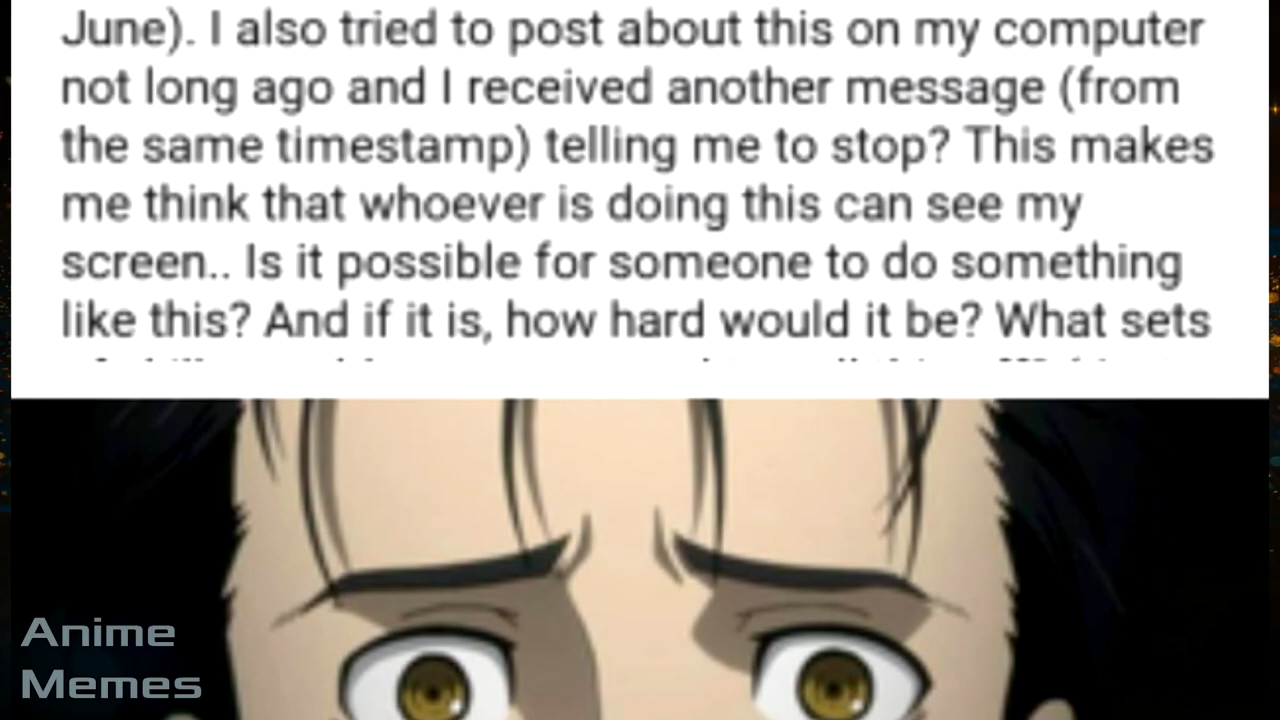 June). I also tried to post about this on my computer
not long ago and I received another message (from
the same timestamp) telling me to stop? This makes
me think that whoever is doing this can see my
screen.. Is it possible for someone to do something
like this? And if it is, how hard would it be? What sets
Anime
Memes